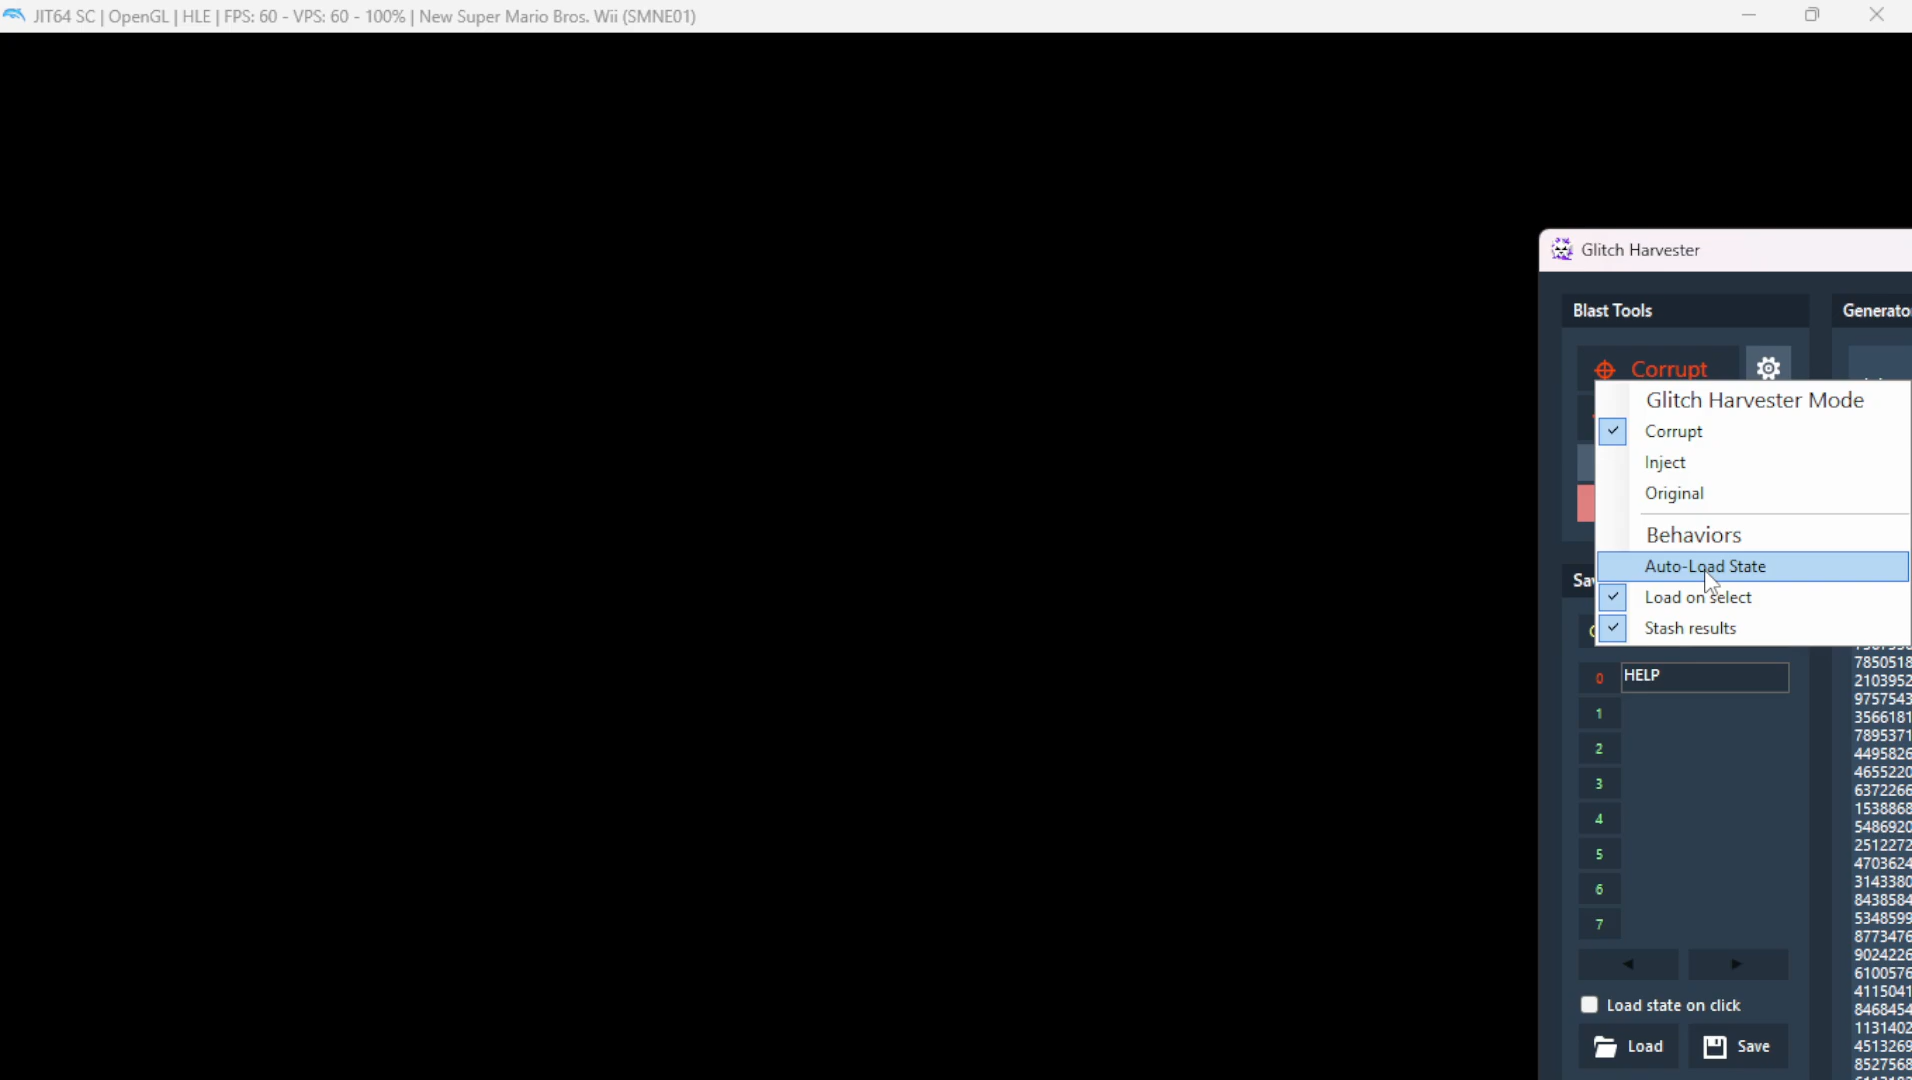 JIT64 SC | OpenGL | HLE | FPS: 60 - VPS: 60 - 100% | New Super Mario Bros. Wii (SMNE01)
Glitch Harvester
Blast Tools
Generato
Corrupt
Glitch Harvester Mode
Corrupt
Inject
Original
Behaviors
Auto-Load State
Load on select
Stash results
0 HELP
1
2
3
4
5
6
7
Load state on click
Load Save
7850518
2103952
9757543
3566181
7895371
4495826
4655220
6372266
1538868
5486920
2512272
4703624
3143380
8438584
5348599
8773476
9024226
6100576
4115041
8468454
1131402
4513269
8527568